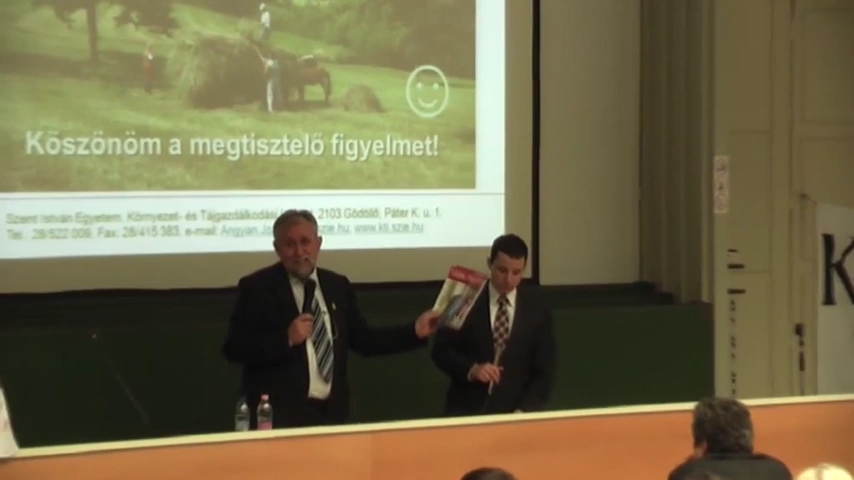 Köszönöm a megtisztelő figyelmet!
Szent István Egyetem, Környezet- és Tájgazdálkodási 2103 Gödöllő, Páter K. u. 1.
Tel.: 28/522 009, Fax: 28/415 383, e-mail: www.kti.szie.hu
K